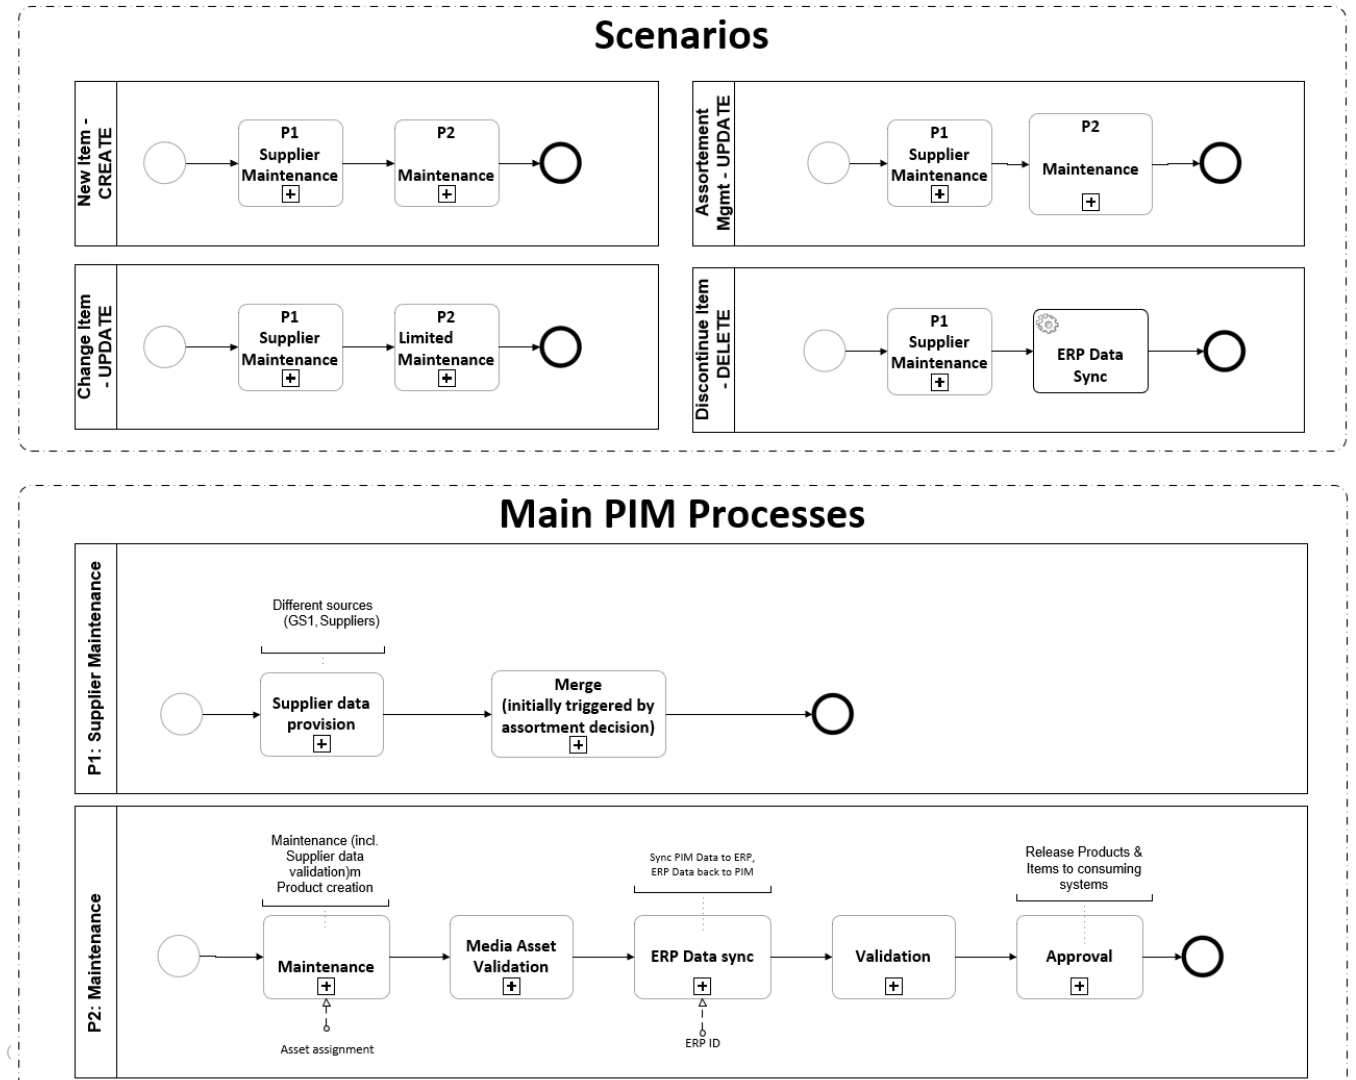 Scenarios
New Item -
CREATE
P1
Supplier
Maintenance
P2
Maintenance
Assortement
Mgmt - UPDATE
P1
Supplier
Maintenance
P2
Maintenance
Change Item
- UPDATE
P1
Supplier
Maintenance
P2
Limited
Maintenance
Discontinue Item
- DELETE
P1
Supplier
Maintenance
ERP Data
Sync
Main PIM Processes
P1: Supplier Maintenance
Different sources
(GS1, Suppliers)
Supplier data
provision
Merge
(initially triggered by
assortment decision)
P2: Maintenance
Maintenance (incl.
Supplier data
validation)m
Product creation
Sync PIM Data to ERP,
ERP Data back to PIM
Release Products &
Items to consuming
systems
Maintenance
Media Asset
Validation
ERP Data sync
Validation
Approval
Asset assignment
ERP ID